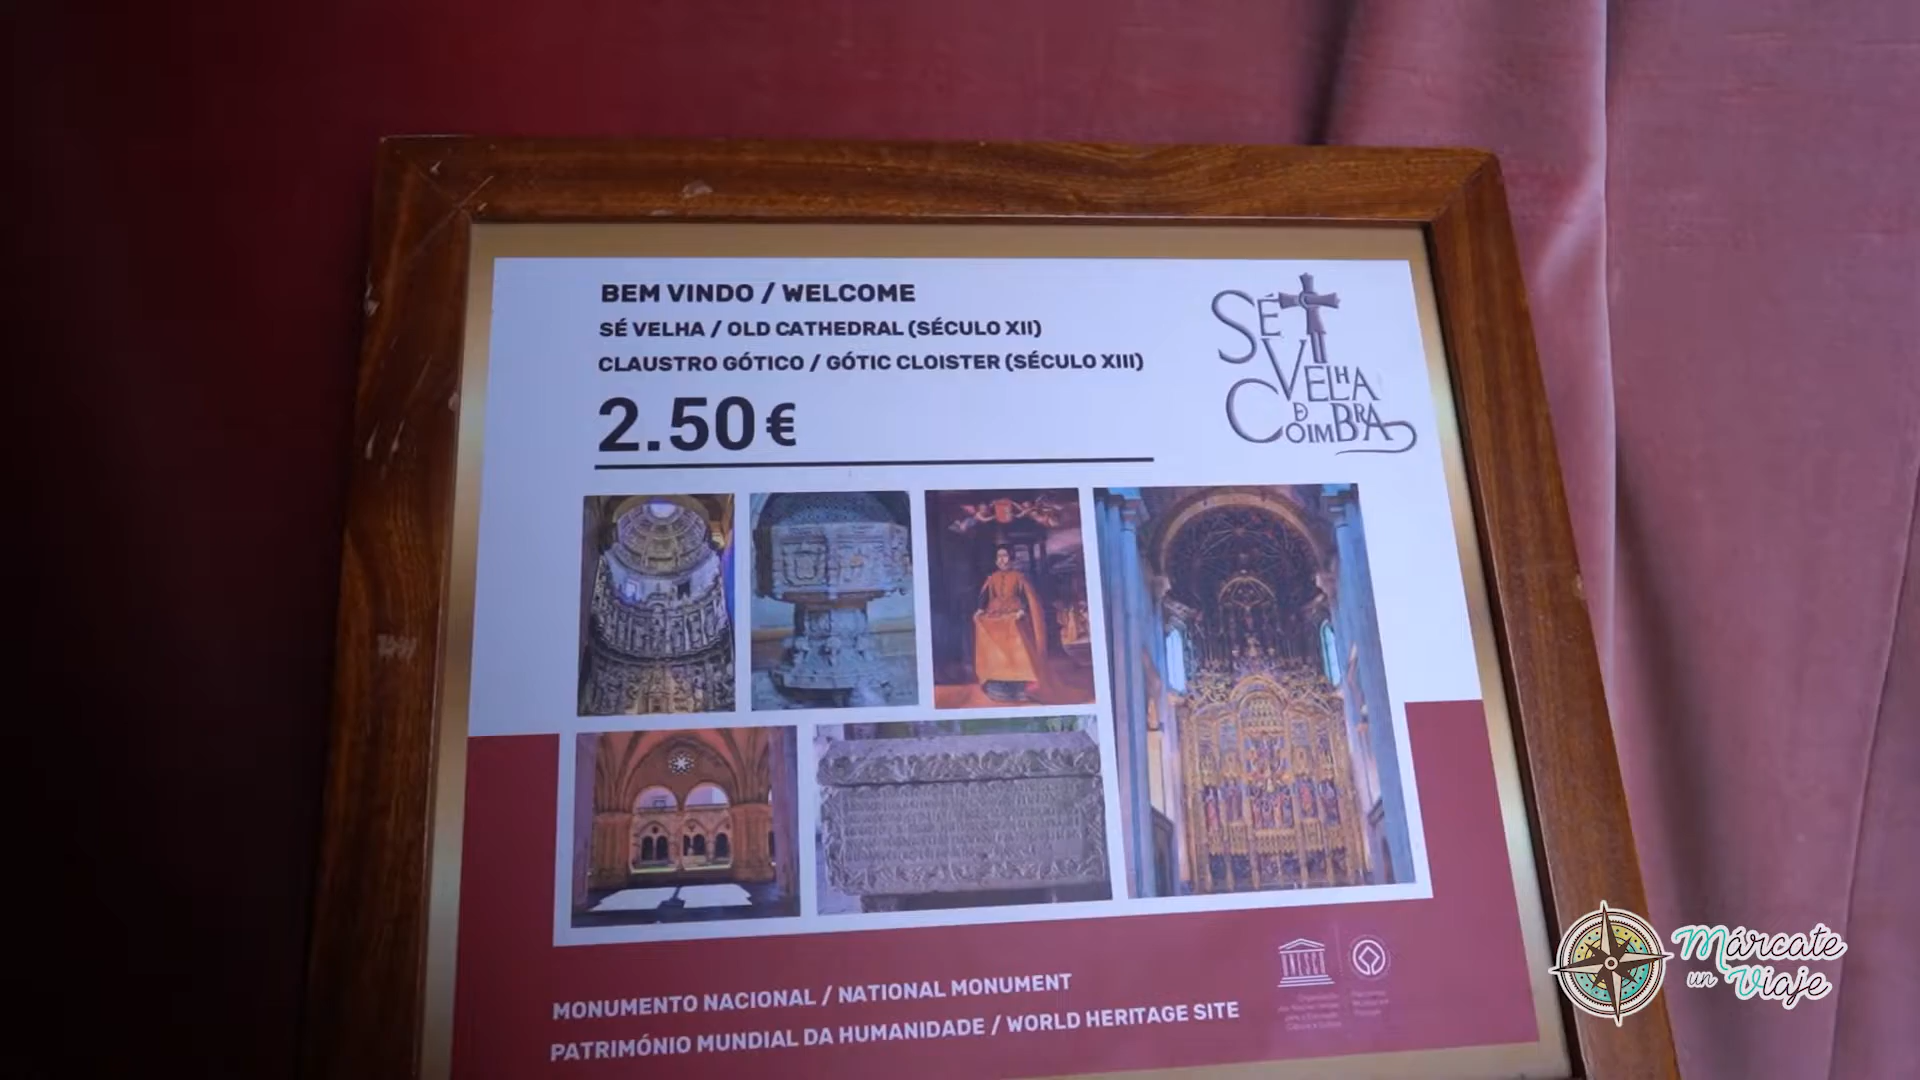 BEM VINDO / WELCOME
SÉ VELHA / OLD CATHEDRAL (SÉCULO XII)
CLAUSTRO GÓTICO / GÓTIC CLOISTER (SÉCULO XIII)
2.50€
SÉ
VELHA
D
COIMBRA
MONUMENTO NACIONAL / NATIONAL MONUMENT
PATRIMÓNIO MUNDIAL DA HUMANIDADE / WORLD HERITAGE SITE
UNESCO
Márcate
un Viaje